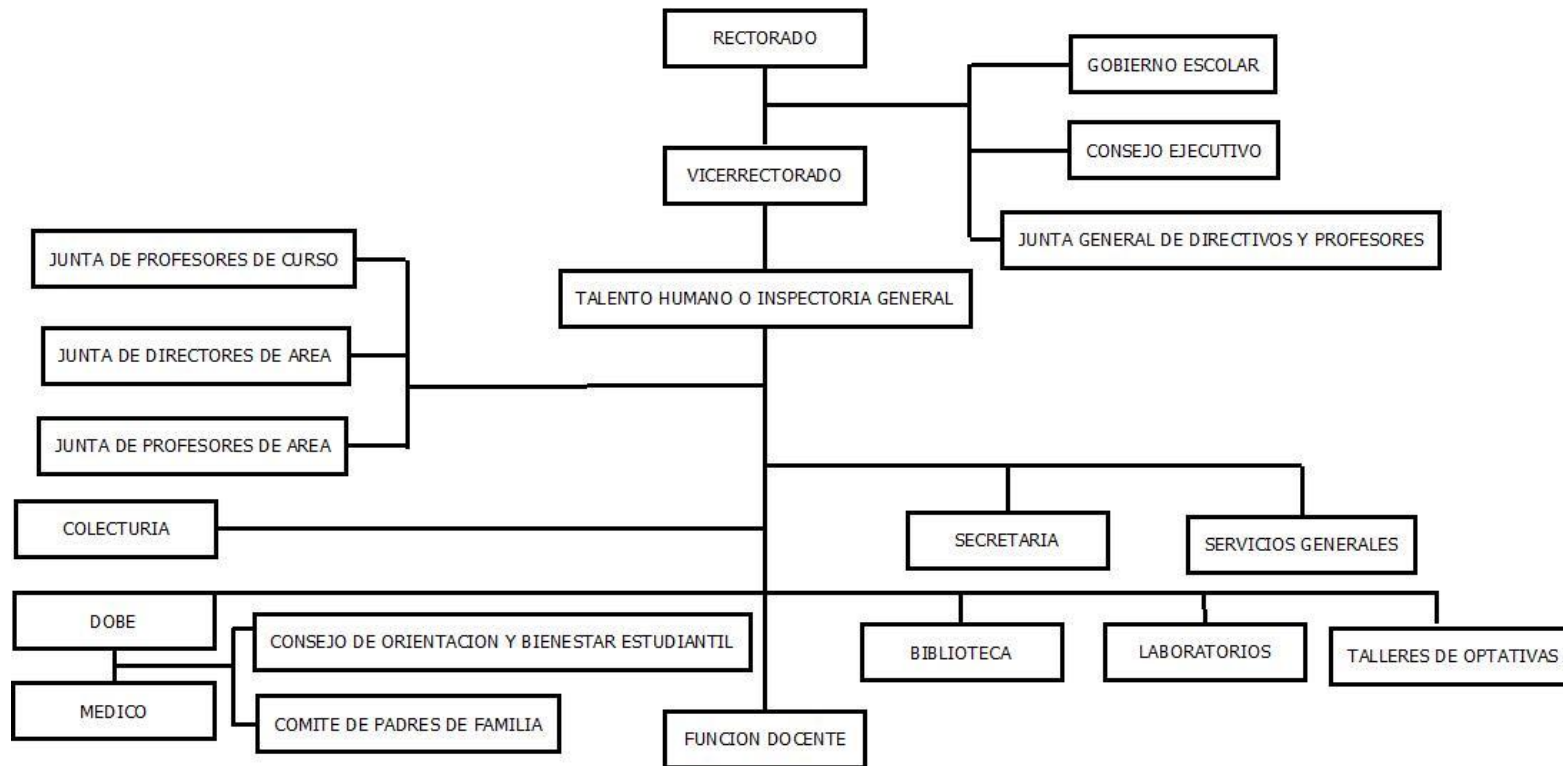 RECTORADO
GOBIERNO ESCOLAR
CONSEJO EJECUTIVO
VICERRECTORADO
JUNTA GENERAL DE DIRECTIVOS Y PROFESORES
JUNTA DE PROFESORES DE CURSO
TALENTO HUMANO O INSPECTORIA GENERAL
JUNTA DE DIRECTORES DE AREA
JUNTA DE PROFESORES DE AREA
COLECTURIA
SECRETARIA
SERVICIOS GENERALES
DOBE
CONSEJO DE ORIENTACION Y BIENESTAR ESTUDIANTIL
BIBLIOTECA
LABORATORIOS
TALLERES DE OPTATIVAS
MEDICO
COMITE DE PADRES DE FAMILIA
FUNCION DOCENTE